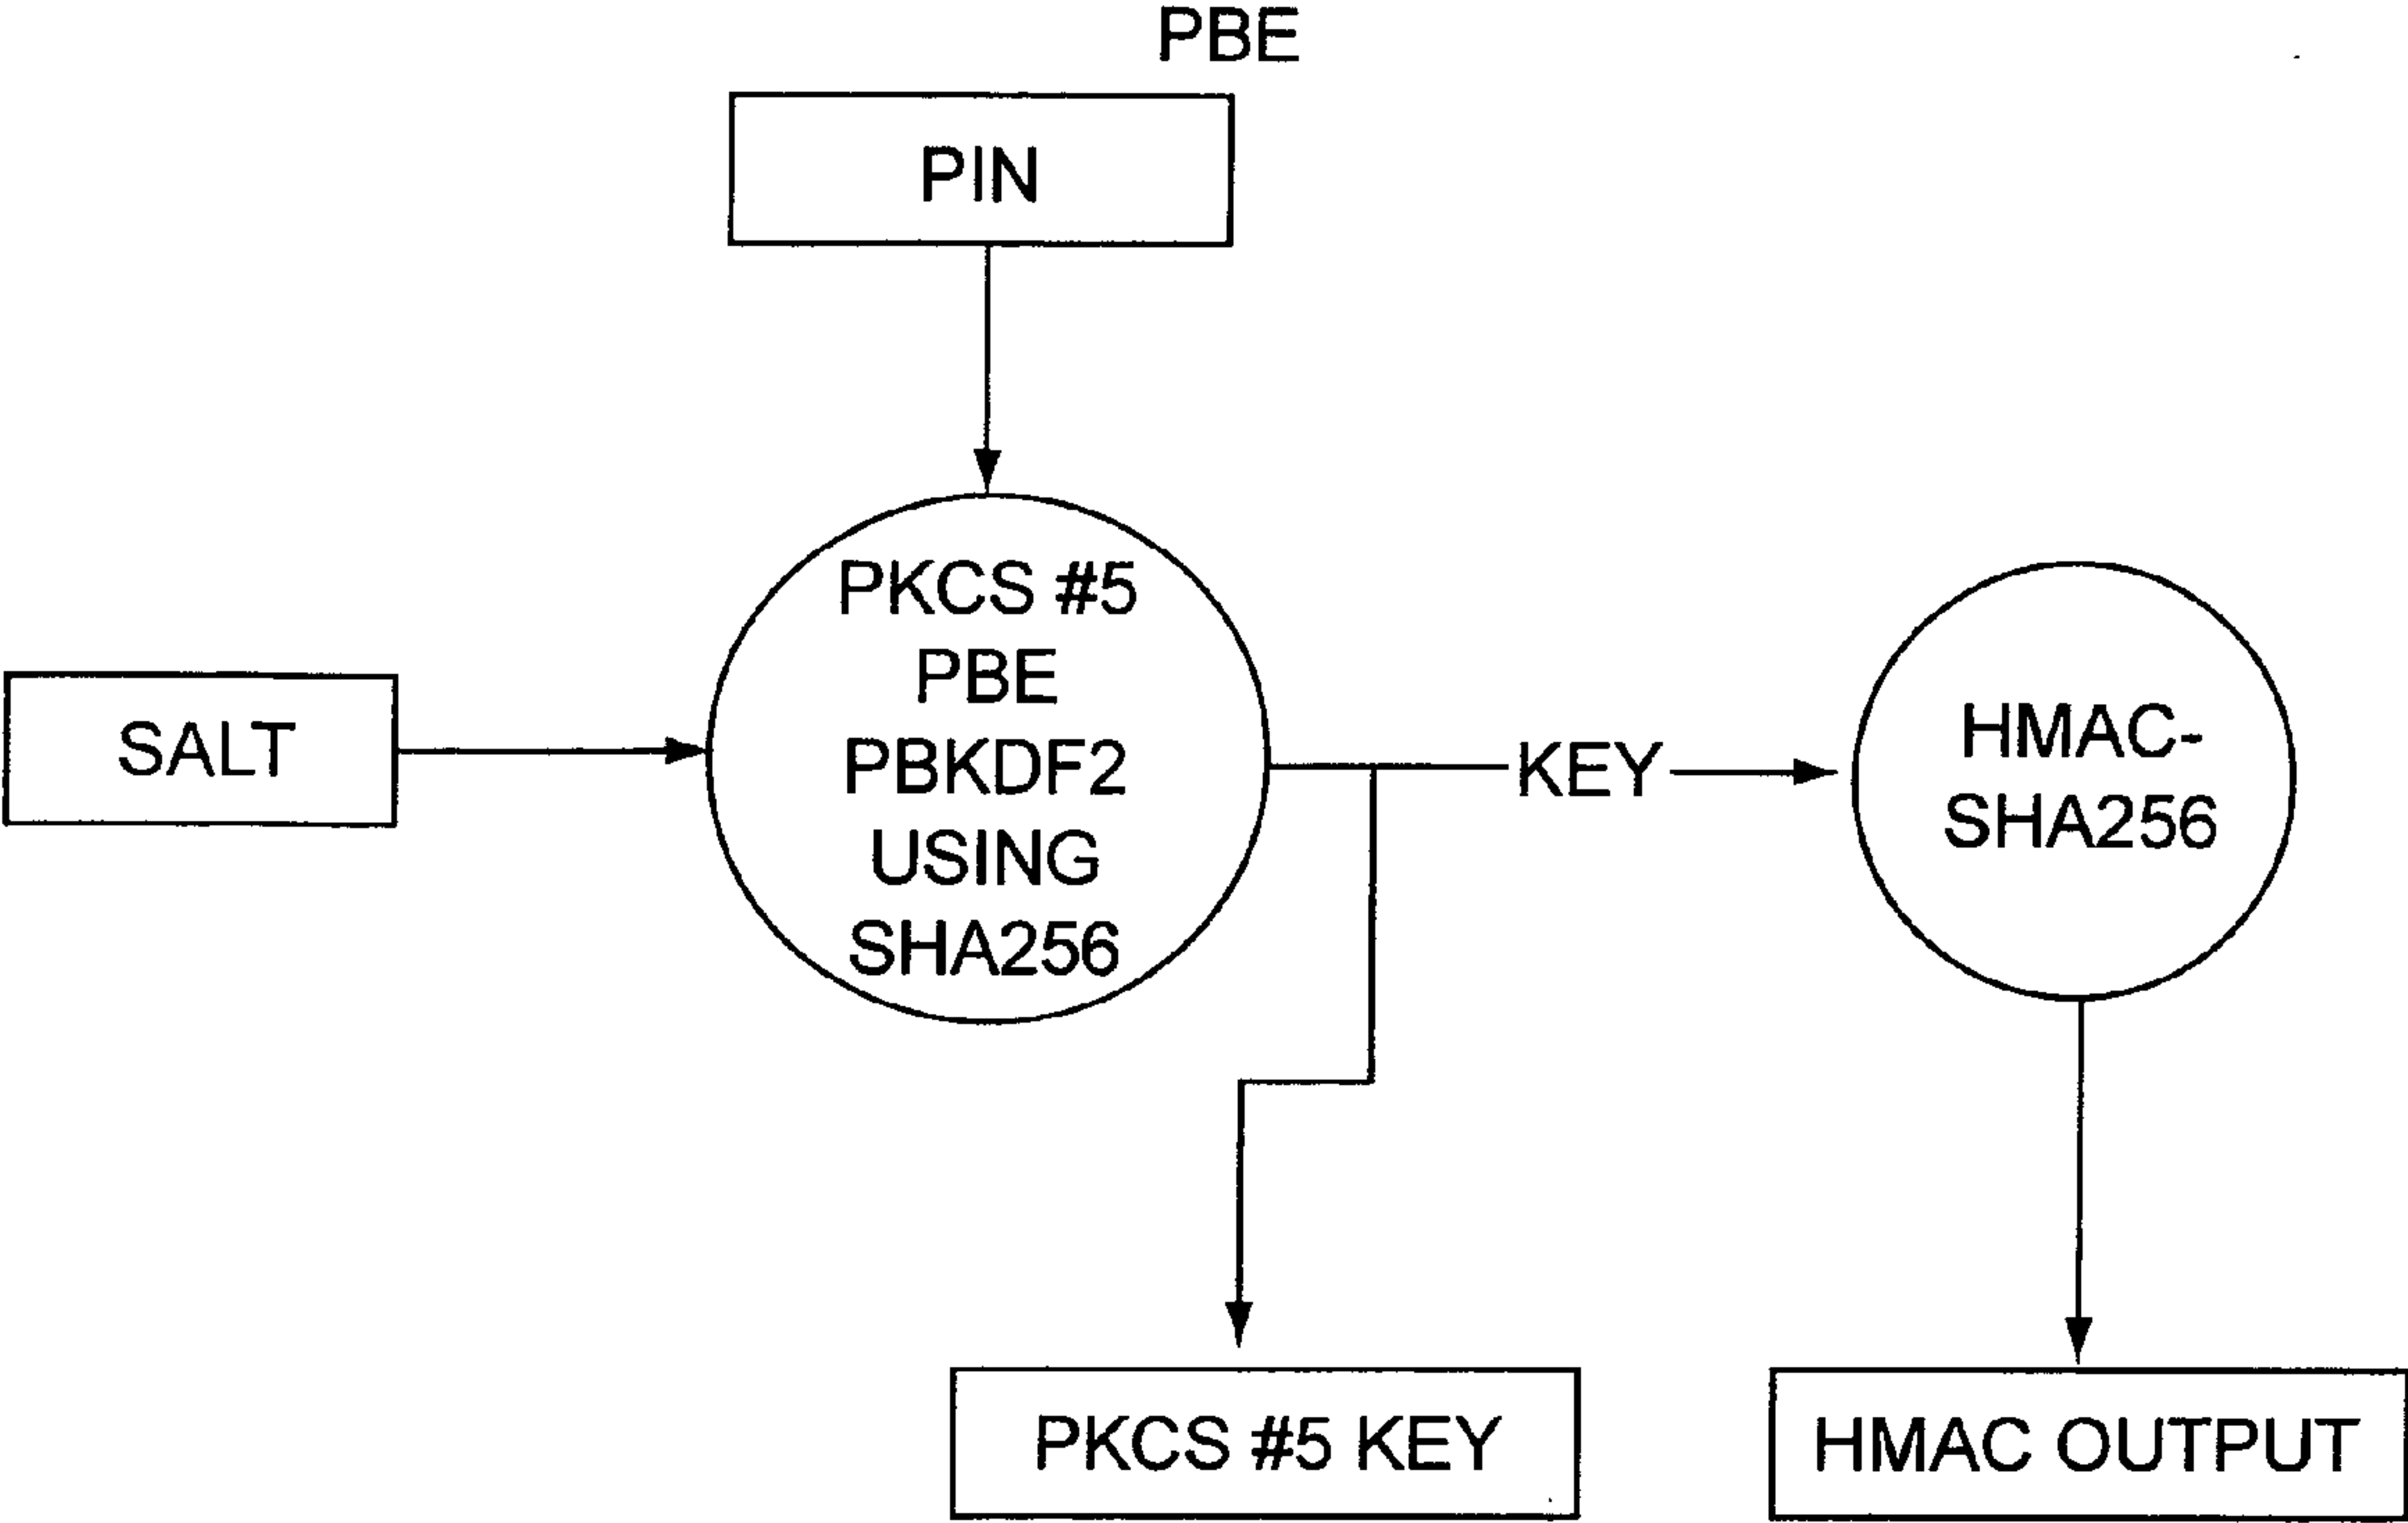 PBE
PIN
SALT
PKCS #5
PBE
PBKDF2
USING
SHA256
KEY
HMAC-
SHA256
PKCS #5 KEY
HMAC OUTPUT